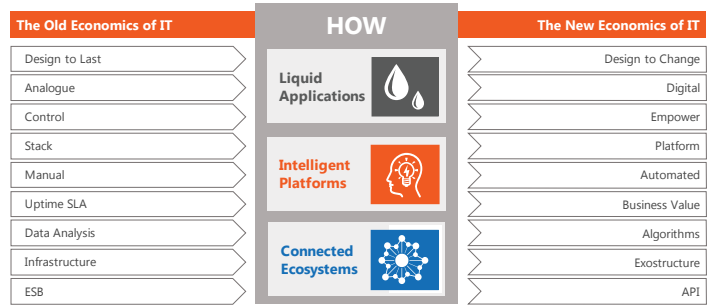 The Old Economics of IT
Design to Last
Analogue
Control
Stack
Manual
Uptime SLA
Data Analysis
Infrastructure
ESB
HOW
Liquid
Applications
Intelligent
Platforms
Connected
Ecosystems
The New Economics of IT
Design to Change
Digital
Empower
Platform
Automated
Business Value
Algorithms
Exostructure
API